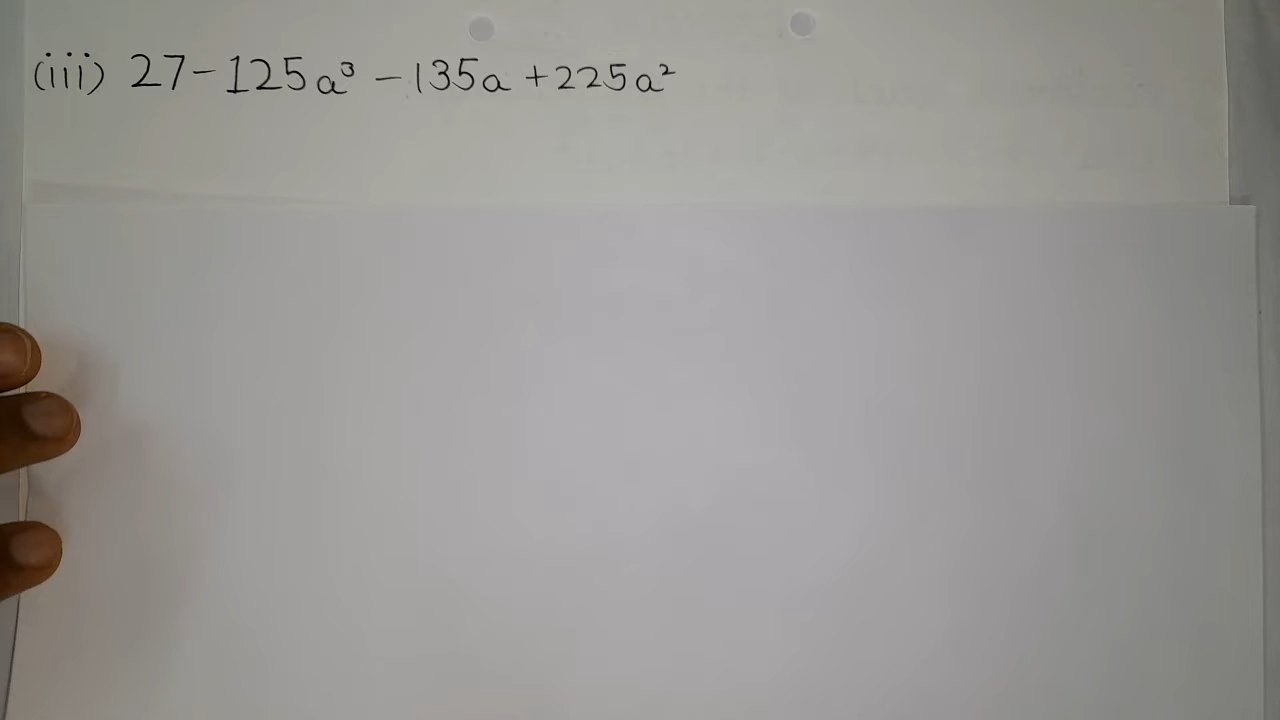 (iii) 27 - 125a³ - 135a + 225a²